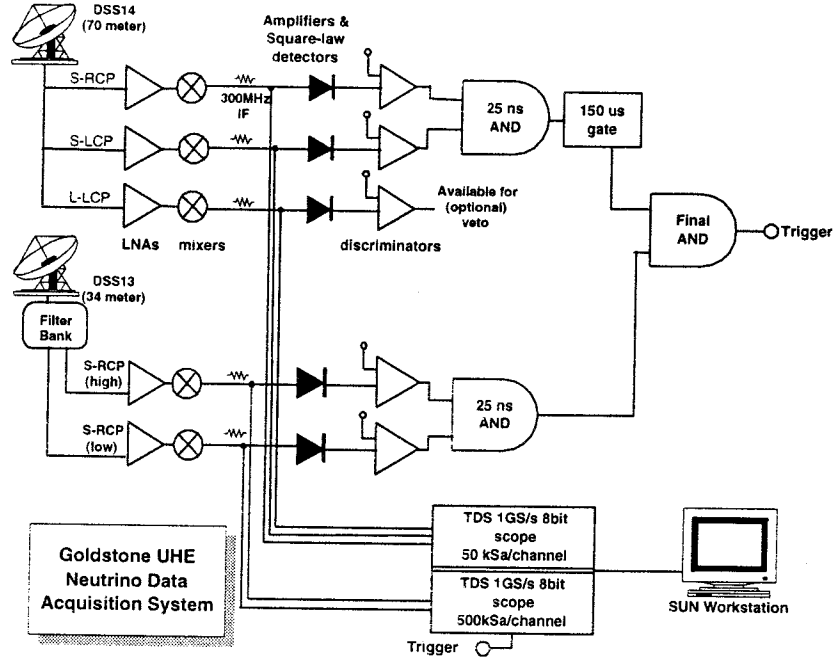 DSS14
(70 meter)
Amplifiers &
Square-law
detectors
S-RCP
300MHz
IF
25 ns
AND
150 us
gate
S-LCP
L-LCP
Available for
(optional)
veto
LNAs
mixers
discriminators
Final
AND
Trigger
DSS13
(34 meter)
Filter
Bank
S-RCP
(high)
25 ns
AND
S-RCP
(low)
TDS 1GS/s 8bit
scope
50 kSa/channel
TDS 1GS/s 8bit
scope
500kSa/channel
SUN Workstation
Goldstone UHE
Neutrino Data
Acquisition System
Trigger